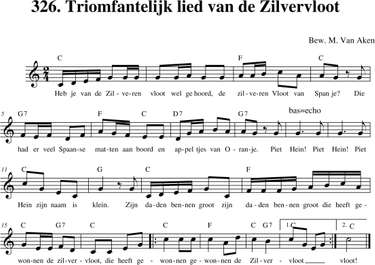 326. Triomfantelijk lied van de Zilvervloot
Bew. M. Van Aken
C G F C
Heb je van de Zil - ve-ren vloot wel ge hoord, de zil-ve-ren Vloot van Span je? Die
5 G7 C D7 G7 bas=echo
had er veel Spaan-se mat-ten aan boord en ap-pel tjes van O - ran-je. Piet Hein! Piet Hein! Piet
11 C G C F C
Hein zijn naam is klein. Zijn da-den ben-nen groot zijn da-den ben-nen groot die heeft ge -
15 C G7 C F C G7 1. C 2. C
won-nen de zil-ver - vloot, die heeft ge - won-nen ge - won-nen de Zil-ver - vloot vloot!